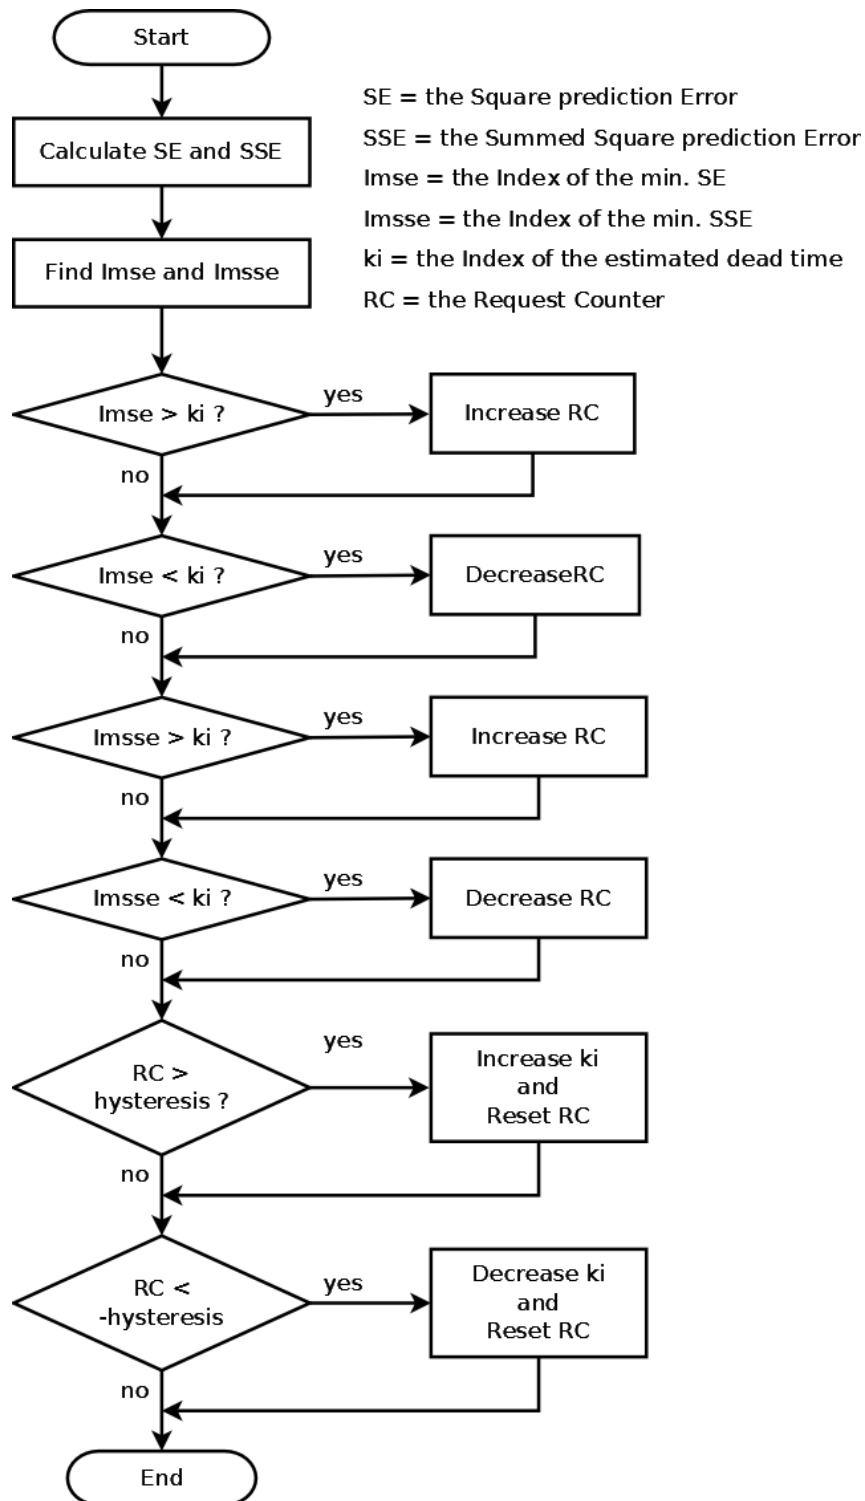 Start
SE = the Square prediction Error
Calculate SE and SSE
SSE = the Summed Square prediction Error
Imse = the Index of the min. SE
Imsse = the Index of the min. SSE
Find Imse and Imsse
ki = the Index of the estimated dead time
RC = the Request Counter
Imse > ki ?
yes
Increase RC
no
Imse < ki ?
yes
DecreaseRC
no
Imsse > ki ?
yes
Increase RC
no
Imsse < ki ?
yes
Decrease RC
no
RC >
hysteresis ?
yes
Increase ki
and
Reset RC
no
RC <
-hysteresis
yes
Decrease ki
and
Reset RC
no
End